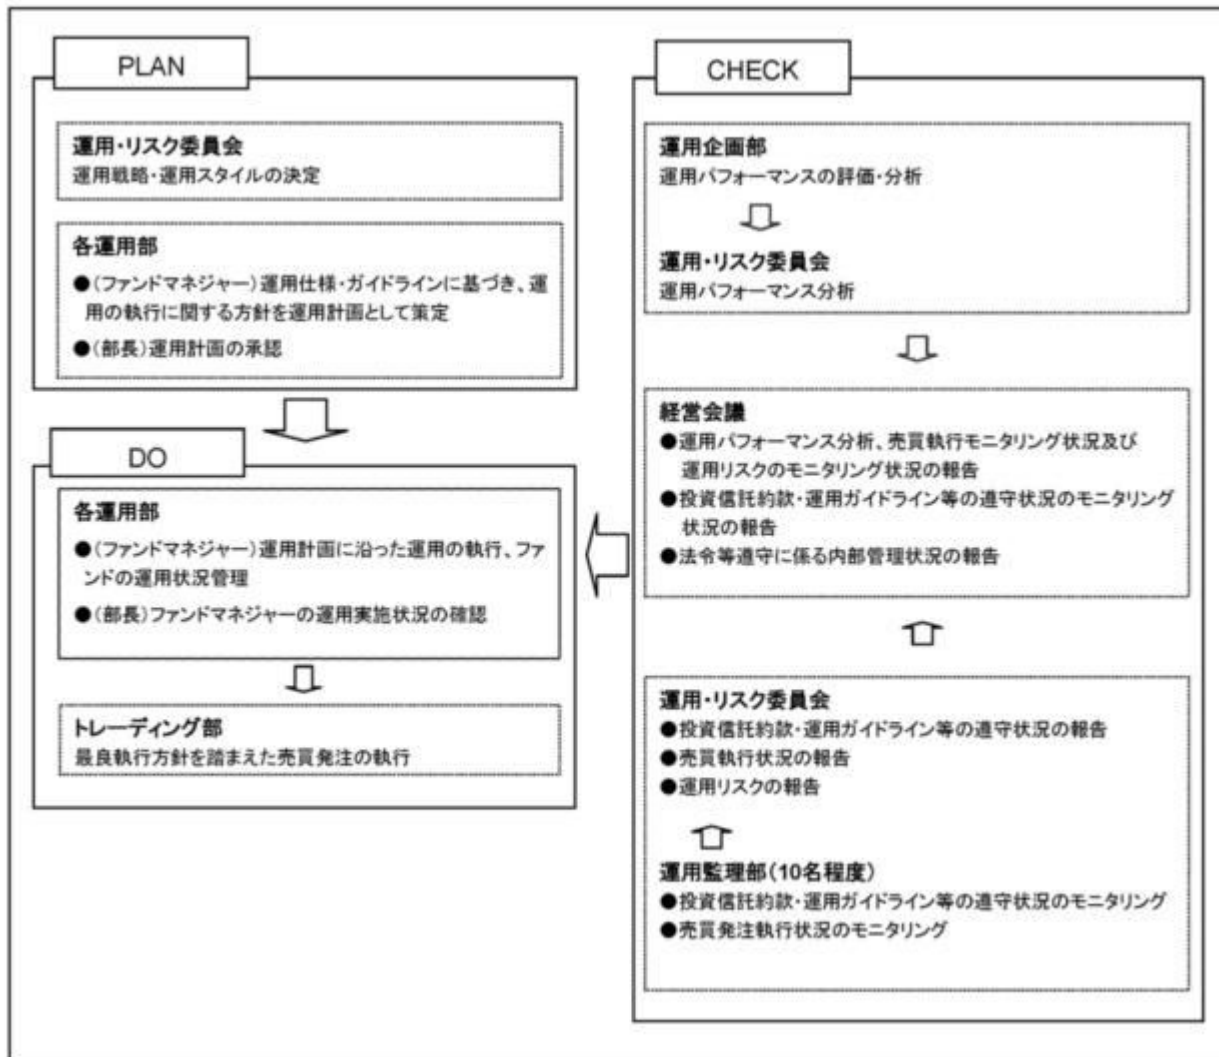 PLAN
運用・リスク委員会
運用戦略・運用スタイルの決定
各運用部
●(ファンドマネジャー)運用仕様・ガイドラインに基づき、運
用の執行に関する方針を運用計画として策定
●(部長)運用計画の承認
DO
各運用部
●(ファンドマネジャー)運用計画に沿った運用の執行、ファ
ンドの運用状況管理
●(部長)ファンドマネジャーの運用実施状況の確認
トレーディング部
最良執行方針を踏まえた売買発注の執行
CHECK
運用企画部
運用パフォーマンスの評価・分析
運用・リスク委員会
運用パフォーマンス分析
経営会議
●運用パフォーマンス分析、売買執行モニタリング状況及び
運用リスクのモニタリング状況の報告
●投資信託約款・運用ガイドライン等の遵守状況のモニタリング
状況の報告
●法令等遵守に係る内部管理状況の報告
運用・リスク委員会
●投資信託約款・運用ガイドライン等の遵守状況の報告
●売買執行状況の報告
●運用リスクの報告
運用監理部(10名程度)
●投資信託約款・運用ガイドライン等の遵守状況のモニタリング
●売買発注執行状況のモニタリング